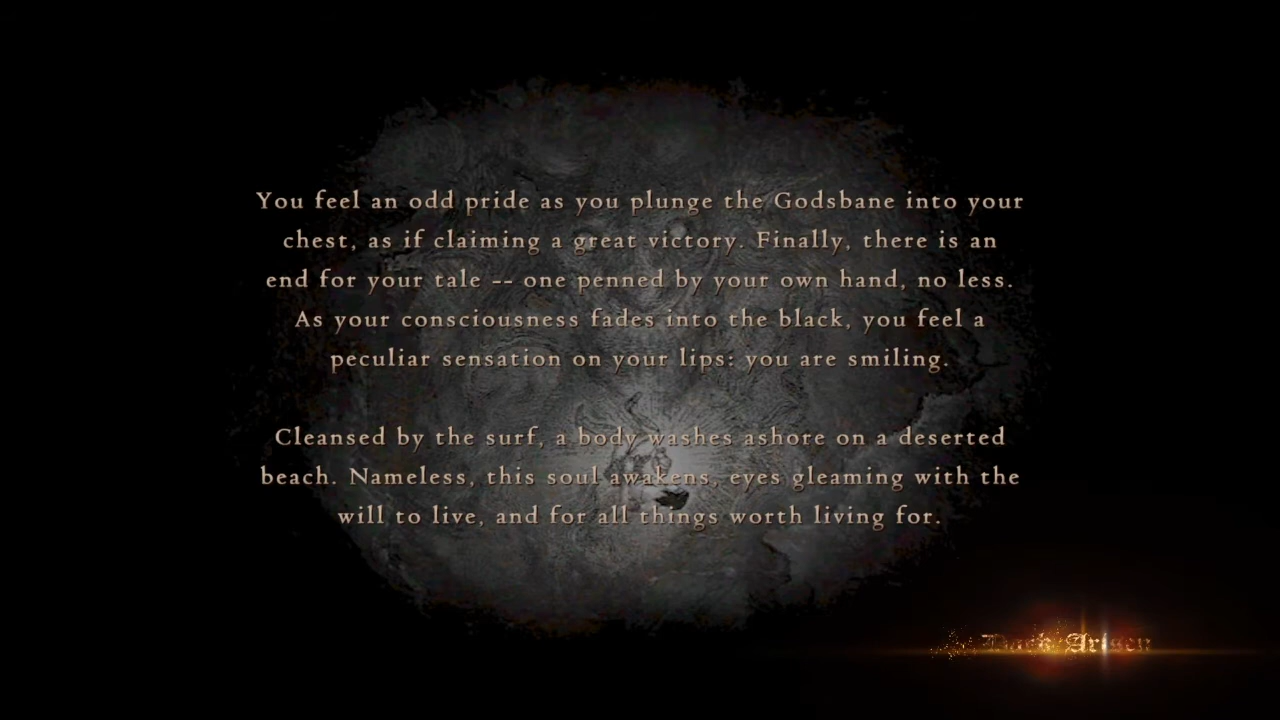 You feel an odd pride as you plunge the Godsbane into your
chest, as if claiming a great victory. Finally, there is an
end for your tale -- one penned by your own hand, no less.
As your consciousness fades into the black, you feel a
peculiar sensation on your lips: you are smiling.
Cleansed by the surf, a body washes ashore on a deserted
beach. Nameless, this soul awakens, eyes gleaming with the
will to live, and for all things worth living for.
Dark Arisen